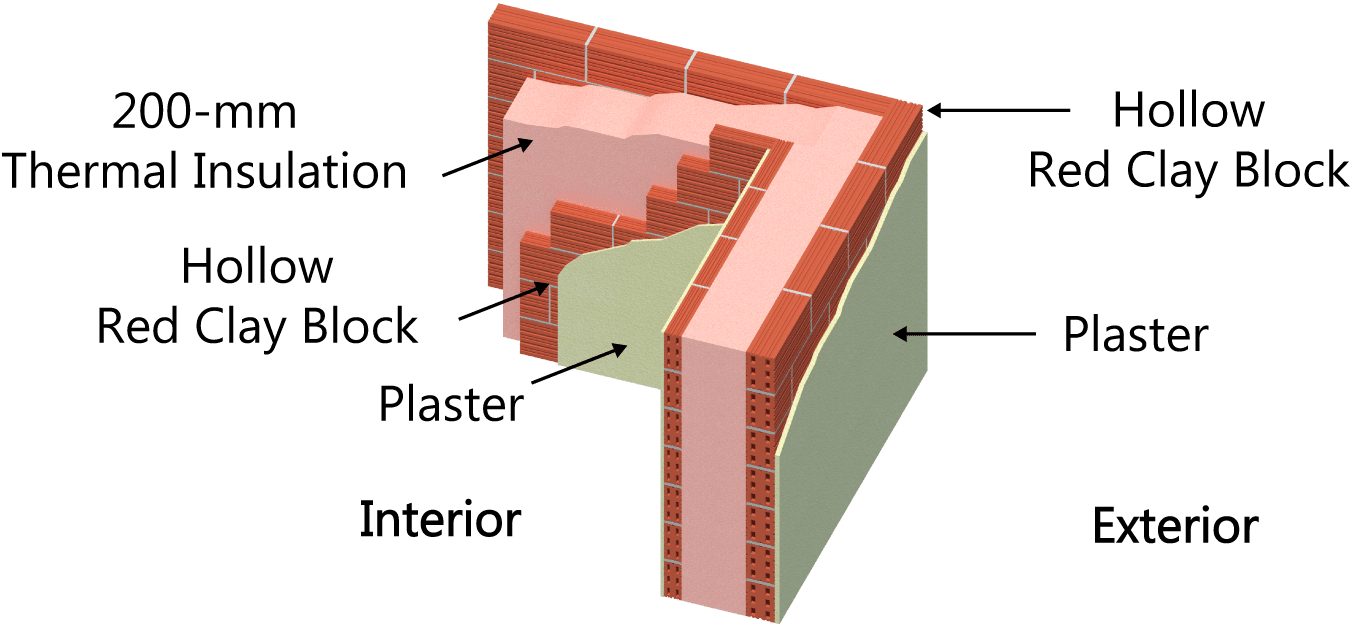 200-mm
Thermal Insulation
Hollow
Red Clay Block
Plaster
Interior
Hollow
Red Clay Block
Plaster
Exterior